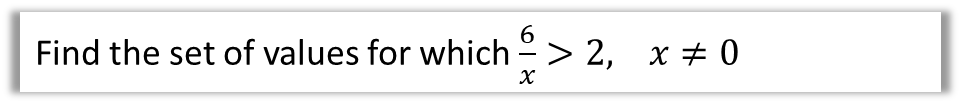 Find the set of values for which 6/x > 2, x ≠ 0